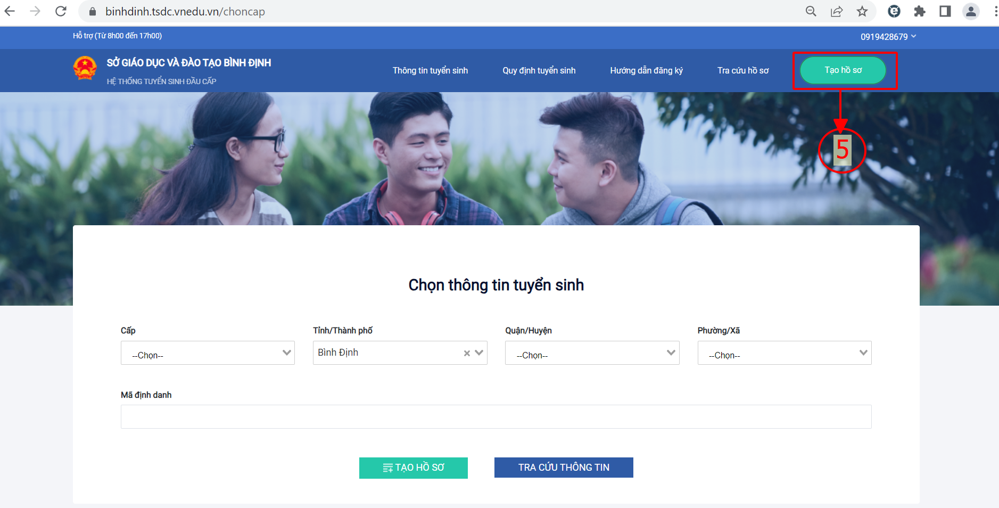 binhdinh.tsdc.vnedu.vn/choncap
Hỗ trợ (Từ 8h00 đến 17h00)
0919428679
SỞ GIÁO DỤC VÀ ĐÀO TẠO BÌNH ĐỊNH
HỆ THỐNG TUYỂN SINH ĐẦU CẤP
Thông tin tuyển sinh
Quy định tuyển sinh
Hướng dẫn đăng ký
Tra cứu hồ sơ
Tạo hồ sơ
5
Chọn thông tin tuyển sinh
Cấp
Tỉnh/Thành phố
Quận/Huyện
Phường/Xã
--Chọn--
Bình Định
--Chọn--
--Chọn--
Mã định danh
TẠO HỒ SƠ
TRA CỨU THÔNG TIN